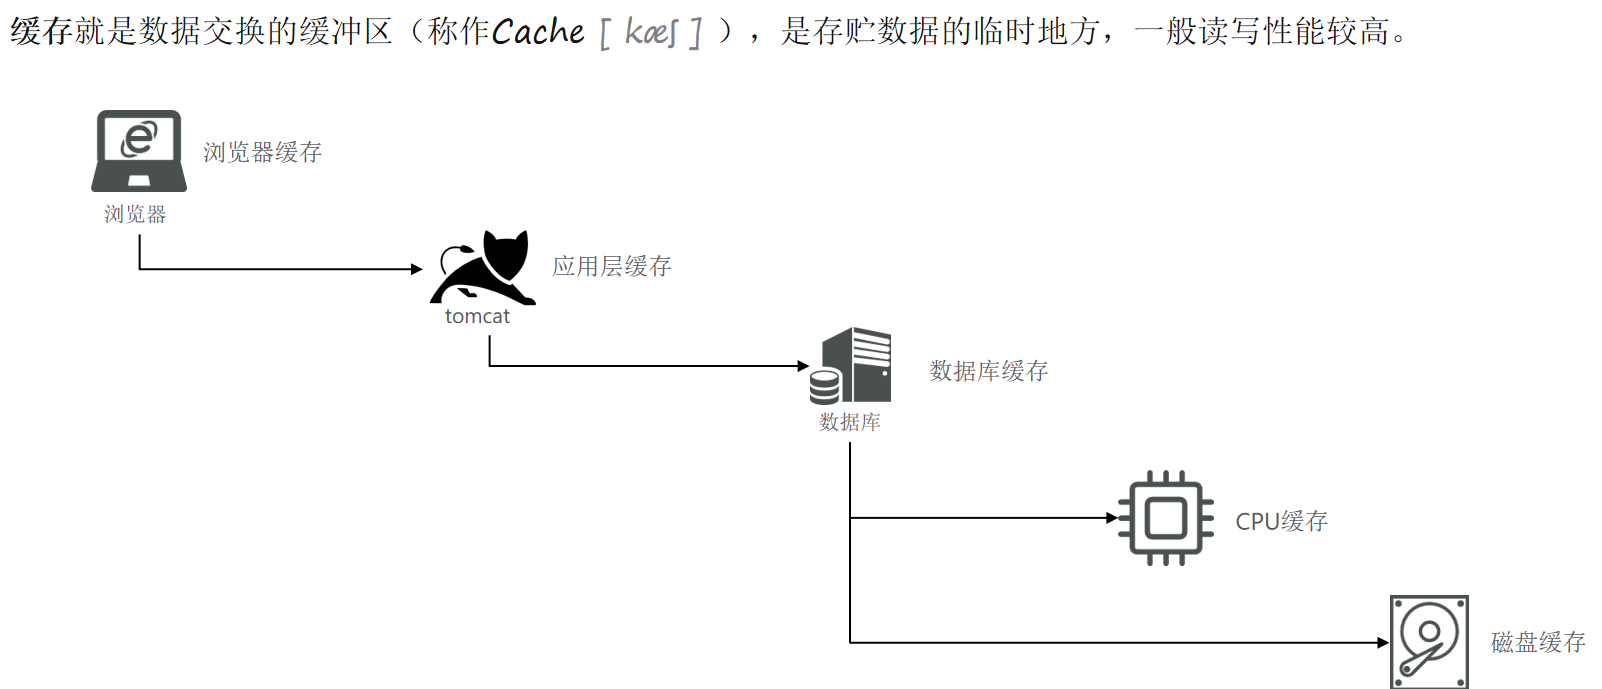 缓存就是数据交换的缓冲区（称作Cache [ kæʃ ] ），是存贮数据的临时地方，一般读写性能较高。
浏览器缓存
浏览器
应用层缓存
tomcat
数据库缓存
数据库
CPU缓存
磁盘缓存